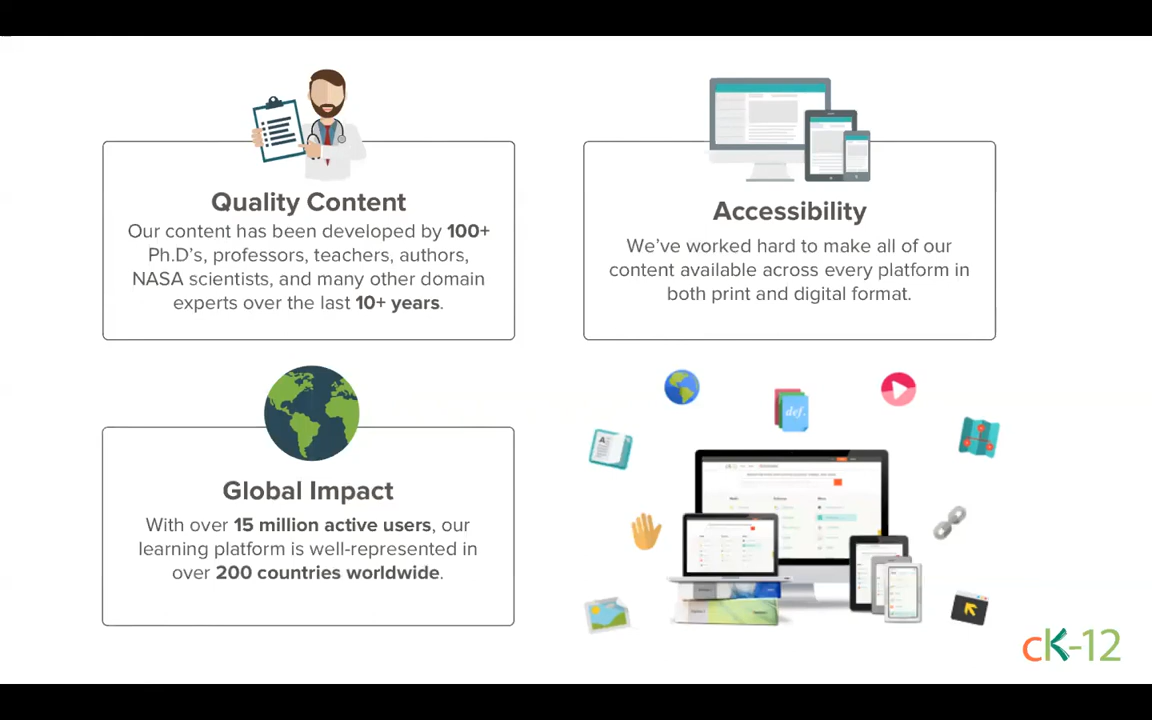 Quality Content
Our content has been developed by 100+
Ph.D’s, professors, teachers, authors,
NASA scientists, and many other domain
experts over the last 10+ years.
Accessibility
We’ve worked hard to make all of our
content available across every platform in
both print and digital format.
Global Impact
With over 15 million active users, our
learning platform is well-represented in
over 200 countries worldwide.
def.
A
cK-12